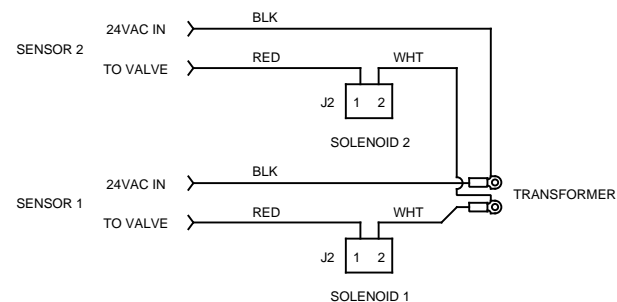 BLK
24VAC IN
SENSOR 2
RED
WHT
TO VALVE
J2 1 2
SOLENOID 2
BLK
24VAC IN
TRANSFORMER
SENSOR 1
RED
WHT
TO VALVE
J2 1 2
SOLENOID 1